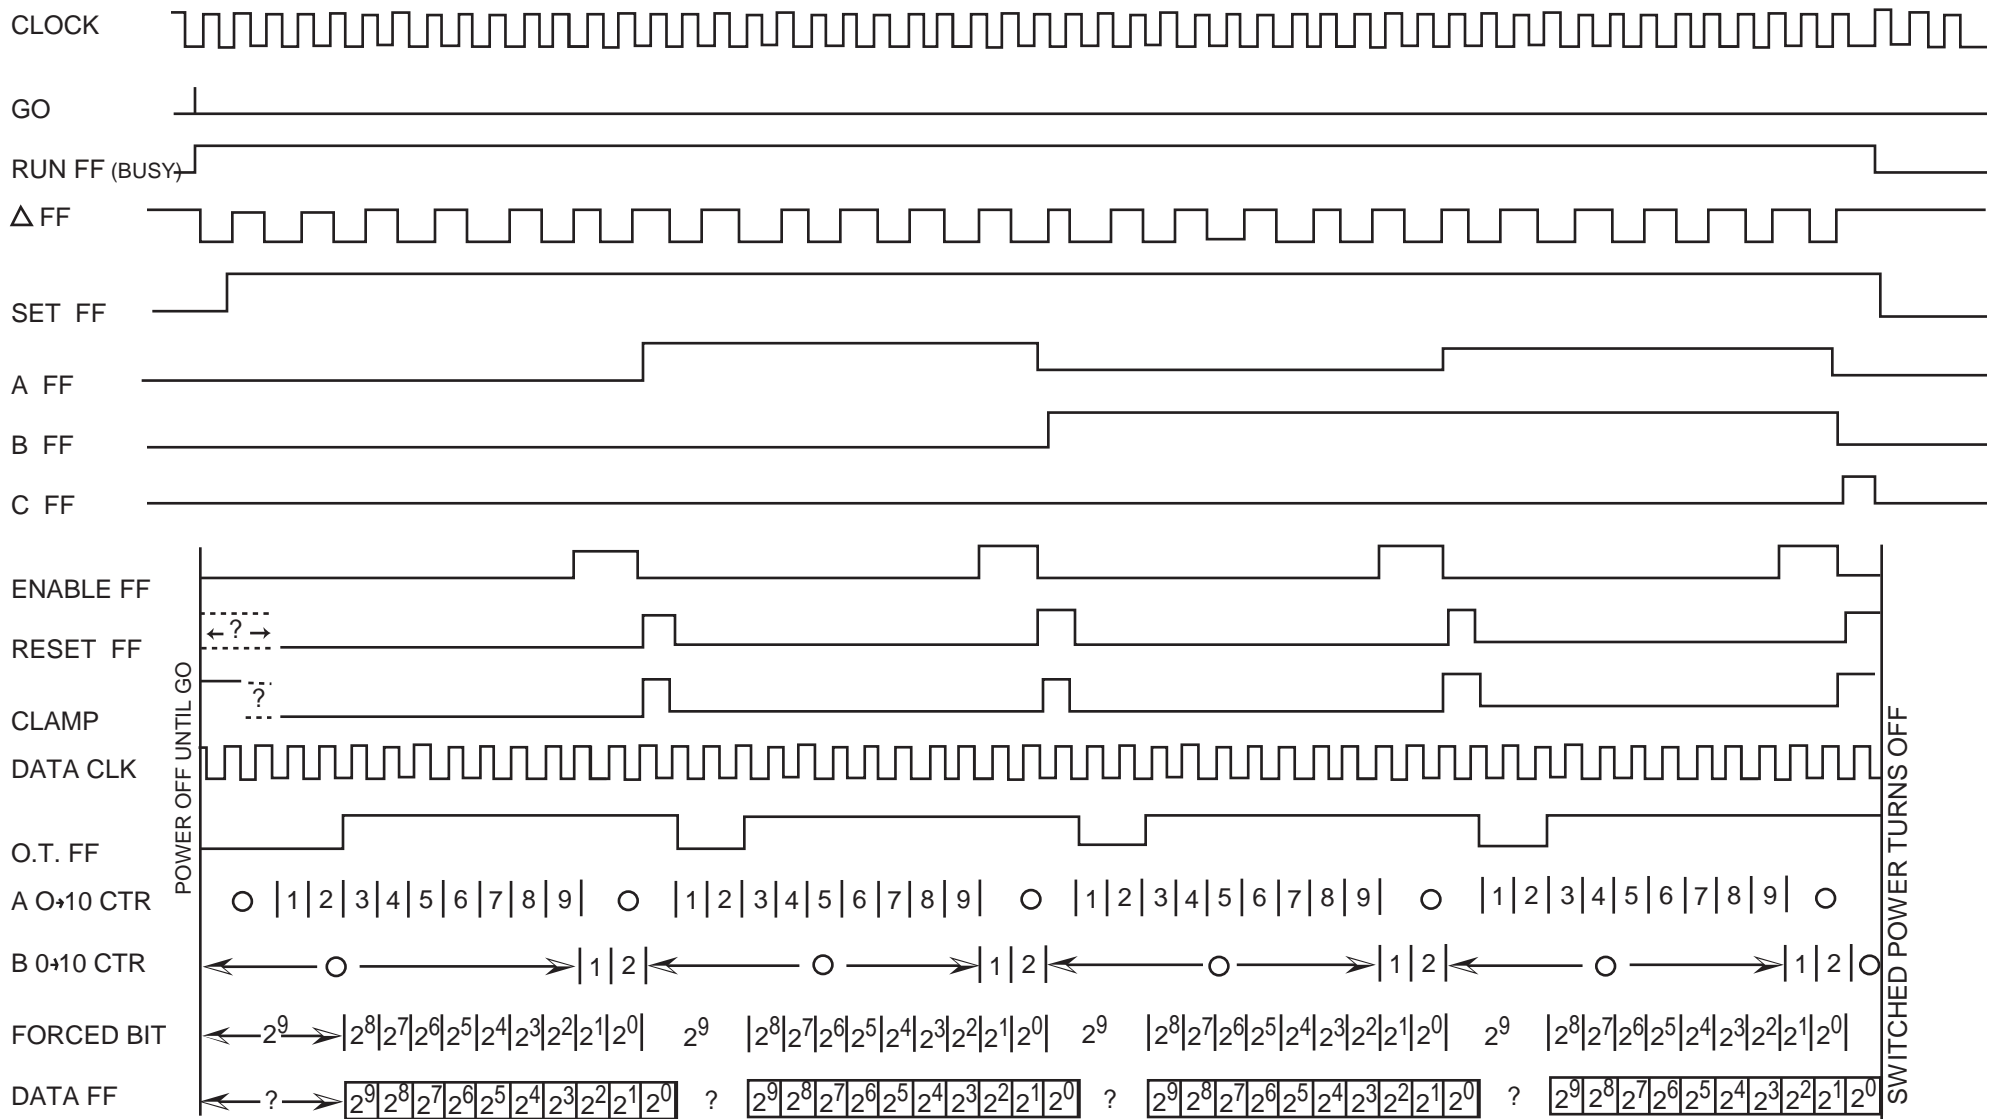 CLOCK
GO
RUN FF (BUSY)
△ FF
SET FF
A FF
B FF
C FF
ENABLE FF
RESET FF ?
CLAMP ?
DATA CLK
O.T. FF
POWER OFF UNTIL GO
A O→10 CTR O 1 2 3 4 5 6 7 8 9 O 1 2 3 4 5 6 7 8 9 O 1 2 3 4 5 6 7 8 9 O 1 2 3 4 5 6 7 8 9 O
B 0→10 CTR O 1 2 O 1 2 O 1 2 O 1 2 O
FORCED BIT 2⁹ 2⁸ 2⁷ 2⁶ 2⁵ 2⁴ 2³ 2² 2¹ 2⁰ 2⁹ 2⁸ 2⁷ 2⁶ 2⁵ 2⁴ 2³ 2² 2¹ 2⁰ 2⁹ 2⁸ 2⁷ 2⁶ 2⁵ 2⁴ 2³ 2² 2¹ 2⁰ 2⁹ 2⁸ 2⁷ 2⁶ 2⁵ 2⁴ 2³ 2² 2¹ 2⁰
DATA FF ? 2⁹ 2⁸ 2⁷ 2⁶ 2⁵ 2⁴ 2³ 2² 2¹ 2⁰ ? 2⁹ 2⁸ 2⁷ 2⁶ 2⁵ 2⁴ 2³ 2² 2¹ 2⁰ ? 2⁹ 2⁸ 2⁷ 2⁶ 2⁵ 2⁴ 2³ 2² 2¹ 2⁰ ? 2⁹ 2⁸ 2⁷ 2⁶ 2⁵ 2⁴ 2³ 2² 2¹ 2⁰
SWITCHED POWER TURNS OFF